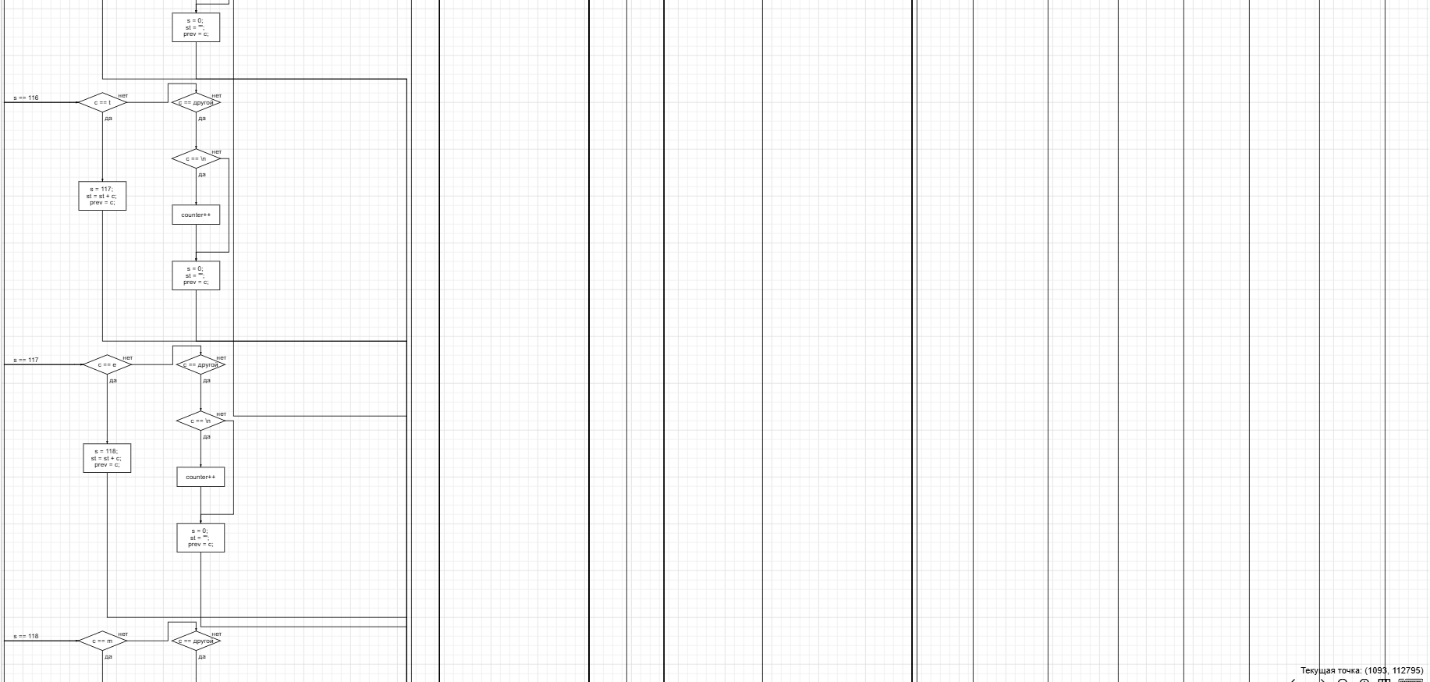 s = 0;
st = "";
prev = c;
s == 116
c == t
нет
да
c == другой
нет
да
c == \n
нет
да
s = 117;
st = st + c;
prev = c;
counter++
s = 0;
st = "";
prev = c;
s == 117
c == e
нет
да
c == другой
нет
да
c == \n
нет
да
s = 118;
st = st + c;
prev = c;
counter++
s = 0;
st = "";
prev = c;
s == 118
c == m
нет
да
c == другой
нет
да
Текущая точка: (1093, 112795)